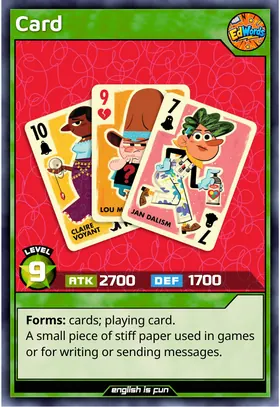 Card
EdWords
10
CLAIRE
VOYANT
9
LOU M
7
JAN DALISM
7
LEVEL
9
ATK 2700
DEF 1700
Forms: cards; playing card.
A small piece of stiff paper used in games
or for writing or sending messages.
english is fun